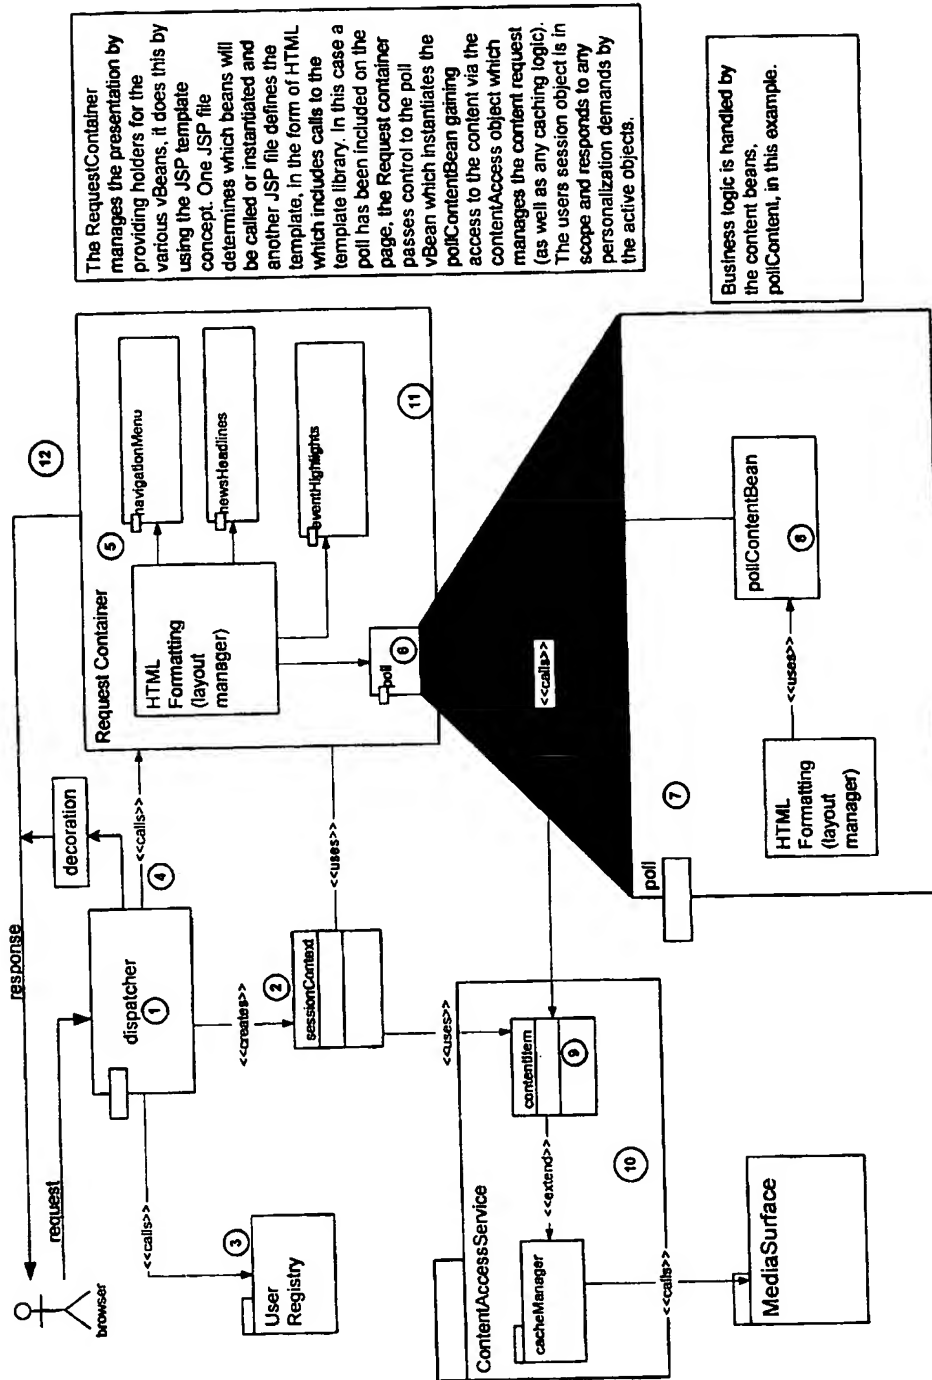 response
request
browser
dispatcher
1
decoration
<<calls>>
4
<<calls>>
3
User
Registry
<<creates>>
2
sessionContext
<<uses>>
<<uses>>
12
Request Container
5
HTML
Formatting
(layout
manager)
navigationMenu
newsHeadlines
eventHighlights
poll
6
11
The RequestContainer
manages the presentation by
providing holders for the
various vBeans, it does this by
using the JSP template
concept. One JSP file
determines which beans will
be called or instantiated and
another JSP file defines the
template, in the form of HTML
which includes calls to the
template library. In this case a
poll has been included on the
page, the Request container
passes control to the poll
vBean which instantiates the
pollContentBean gaining
access to the content via the
contentAccess object which
manages the content request
(as well as any caching logic).
The users session object is in
scope and responds to any
personalization demands by
the active objects.
ContentAccessService
contentItem
9
<<extend>>
cacheManager
10
<<calls>>
MediaSurface
<<calls>>
poll
7
HTML
Formatting
(layout
manager)
<<uses>>
pollContentBean
8
Business logic is handled by
the content beans,
pollContent, in this example.